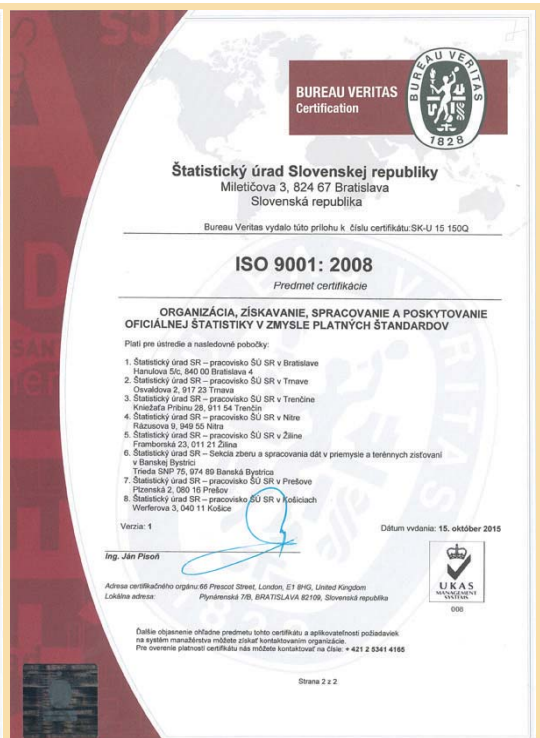 BUREAU VERITAS
Certification
BUREAU VERITAS
1828
Štatistický úrad Slovenskej republiky
Miletičova 3, 824 67 Bratislava
Slovenská republika
Bureau Veritas vydalo túto prílohu k číslu certifikátu:SK-U 15 150Q
ISO 9001: 2008
Predmet certifikácie
ORGANIZÁCIA, ZÍSKAVANIE, SPRACOVANIE A POSKYTOVANIE
OFICIÁLNEJ ŠTATISTIKY V ZMYSLE PLATNÝCH ŠTANDARDOV
Platí pre ústredie a nasledovné pobočky:
1. Štatistický úrad SR – pracovisko ŠÚ SR v Bratislave
Hanulova 5/c, 840 00 Bratislava 4
2. Štatistický úrad SR – pracovisko ŠÚ SR v Trnave
Osvaldova 2, 917 23 Trnava
3. Štatistický úrad SR – pracovisko ŠÚ SR v Trenčíne
Kniežaťa Pribinu 28, 911 54 Trenčín
4. Štatistický úrad SR – pracovisko ŠÚ SR v Nitre
Rázusova 9, 949 55 Nitra
5. Štatistický úrad SR – pracovisko ŠÚ SR v Žiline
Framborská 23, 011 21 Žilina
6. Štatistický úrad SR – Sekcia zberu a spracovania dát v priemysle a terénnych zisťovaní
v Banskej Bystrici
Trieda SNP 75, 974 89 Banská Bystrica
7. Štatistický úrad SR – pracovisko ŠÚ SR v Prešove
Plzenská 2, 080 16 Prešov
8. Štatistický úrad SR – pracovisko ŠÚ SR v Košiciach
Werferova 3, 040 11 Košice
Verzia: 1
Dátum vydania: 15. október 2015
Ing. Ján Pisoň
Adresa certifikačného orgánu:66 Prescot Street, London, E1 8HG, United Kingdom
Lokálna adresa: Plynárenská 7/B, BRATISLAVA 82109, Slovenská republika
UKAS
MANAGEMENT
SYSTEMS
008
Ďalšie objasnenie ohľadne predmetu tohto certifikátu a aplikovateľnosti požiadaviek
na systém manažérstva môžete získať kontaktovaním organizácie.
Pre overenie platnosti certifikátu nás môžete kontaktovať na čísle: + 421 2 5341 4165
Strana 2 z 2